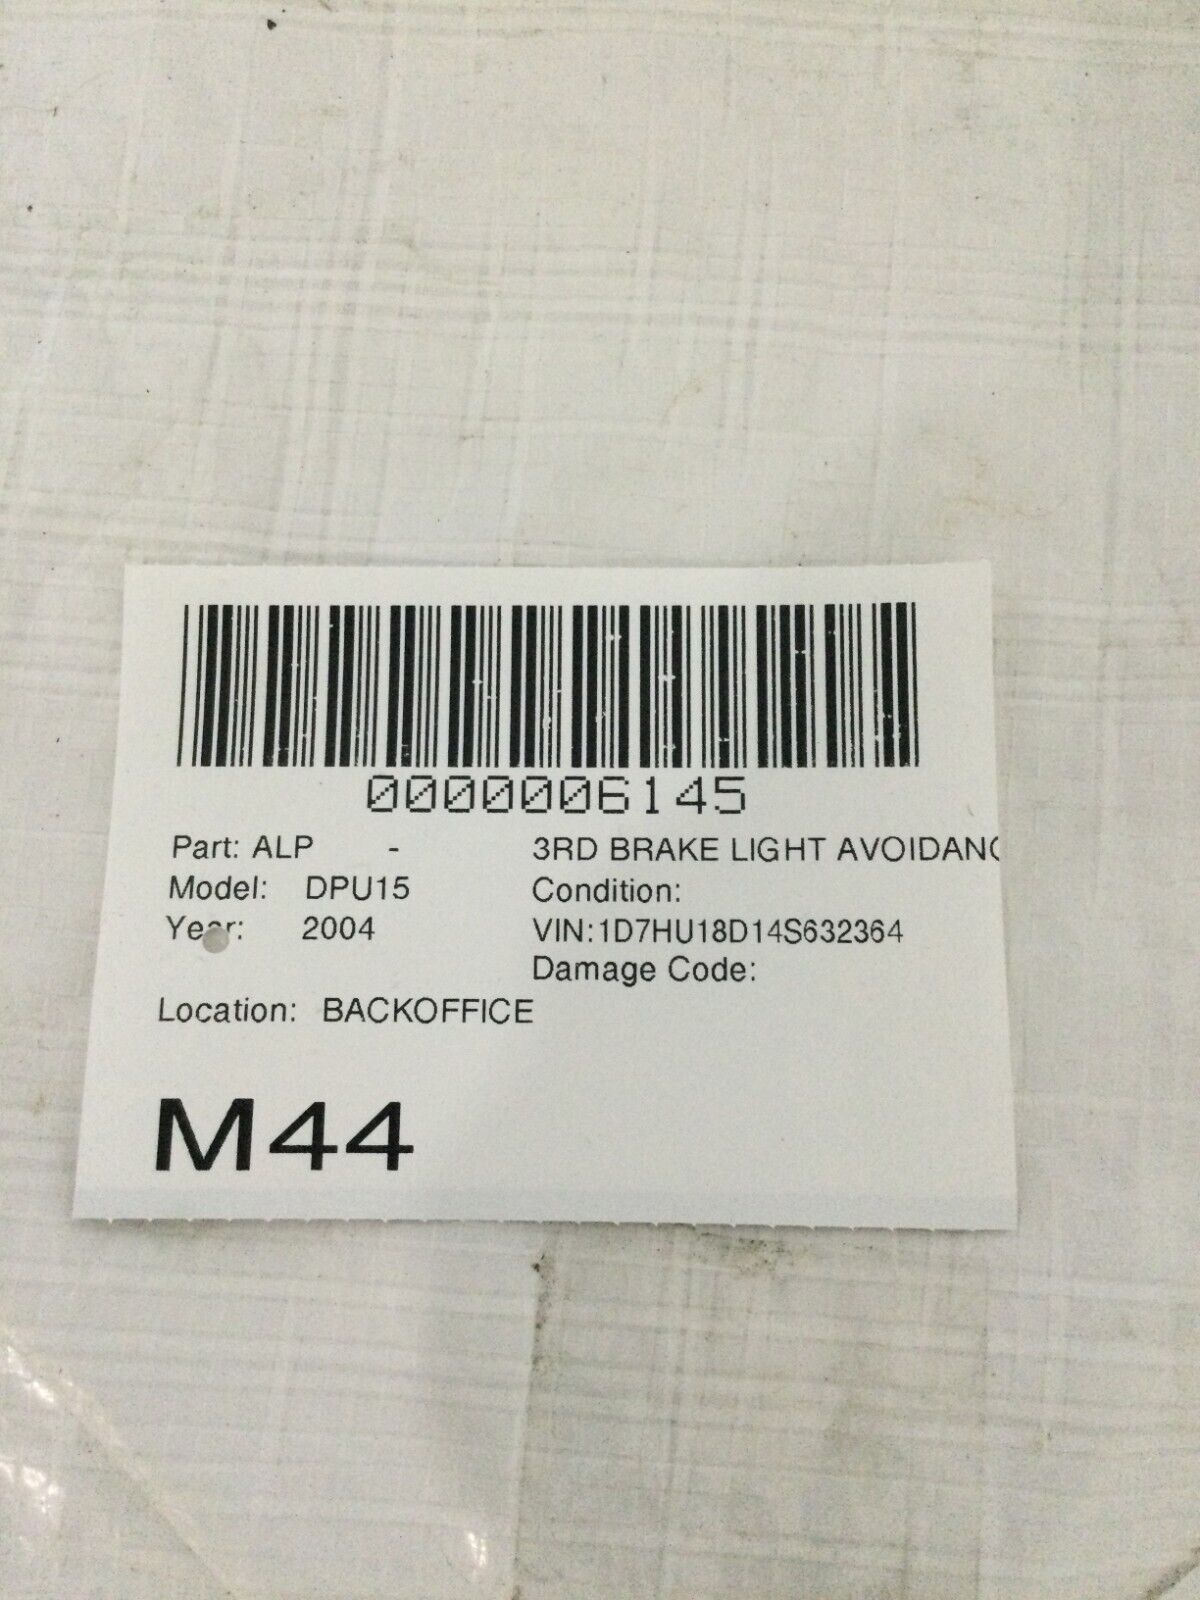 0000006145
Part: ALP - 3RD BRAKE LIGHT AVOIDANC
Model: DPU15 Condition:
Year: 2004 VIN:1D7HU18D14S632364
Damage Code:
Location: BACKOFFICE
M44